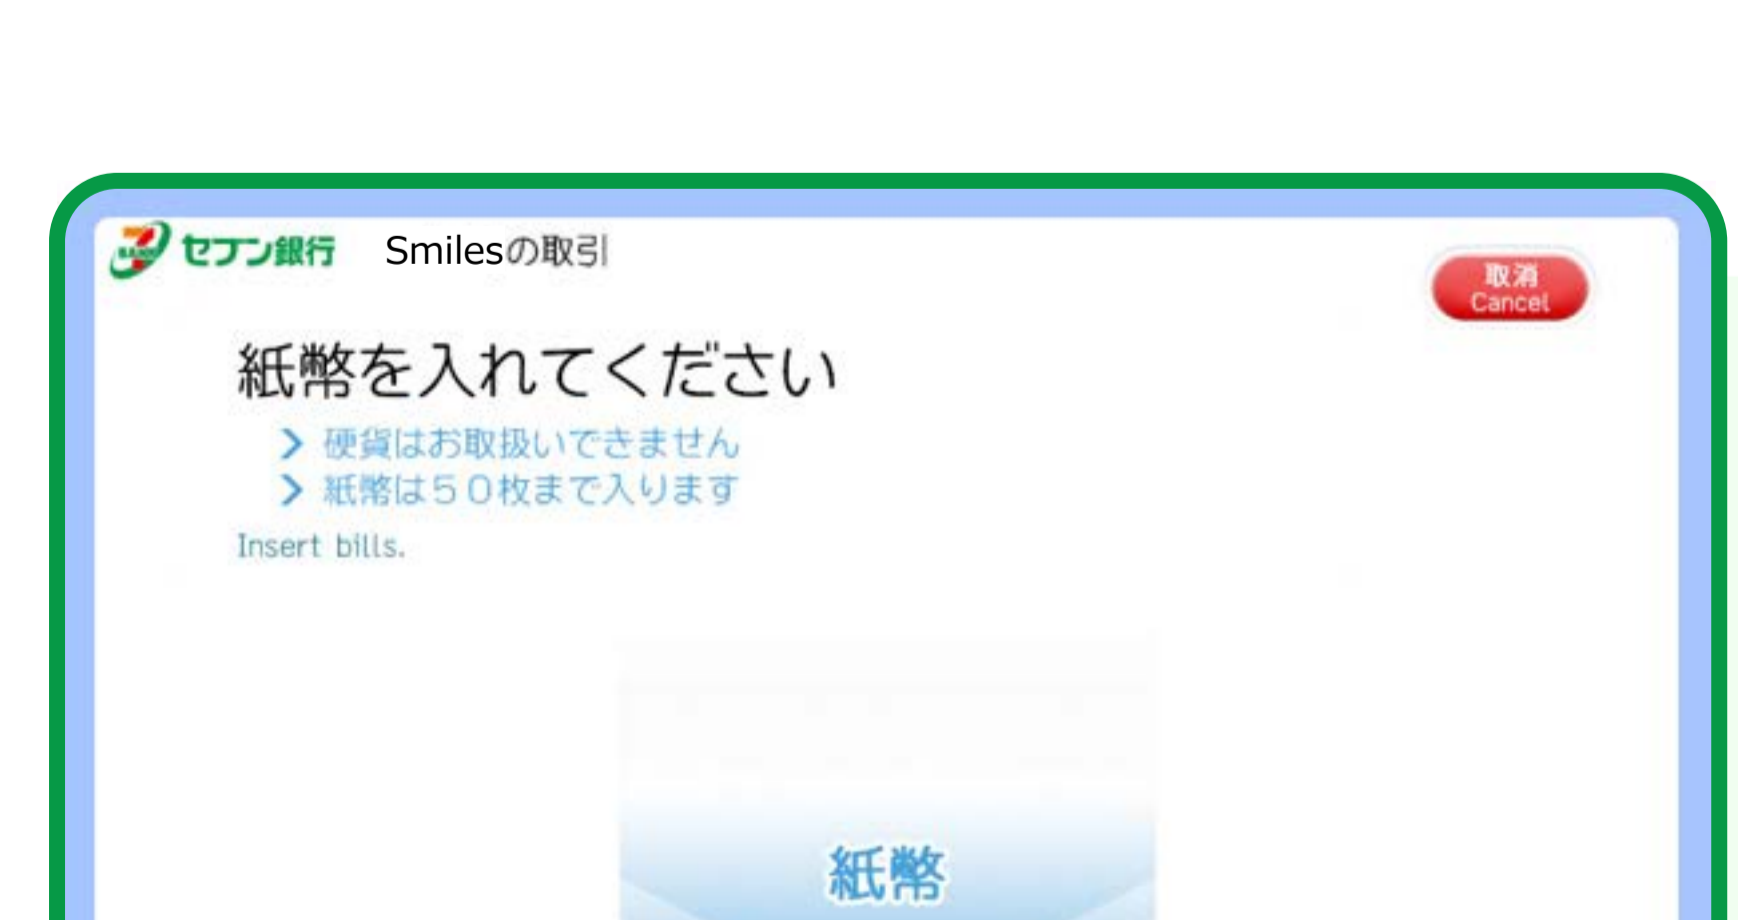 セブン銀行 Smilesの取引
取消
Cancel
紙幣を入れてください
硬貨はお取扱いできません
紙幣は50枚まで入ります
Insert bills.
紙幣